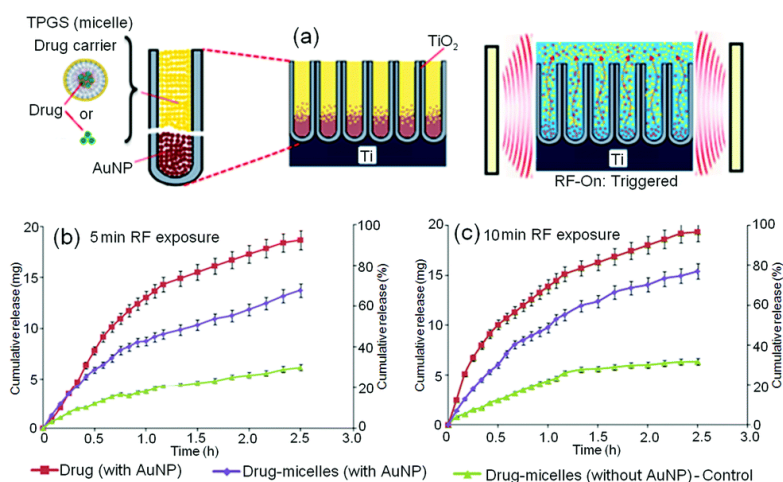 TPGS (micelle)
Drug carrier
Drug
or
AuNP
(a)
TiO2
Ti
Ti
RF-On: Triggered
(b) 5 min RF exposure
Cumulative release (mg)
20
15
10
5
0
Cumulative release (%)
100
80
60
40
20
0
0 0.5 1.0 1.5 2.0 2.5 3.0
Time (h)
(c) 10 min RF exposure
Cumulative release (mg)
20
15
10
5
0
Cumulative release (%)
100
80
60
40
20
0
0 0.5 1.0 1.5 2.0 2.5 3.0
Time (h)
Drug (with AuNP)
Drug-micelles (with AuNP)
Drug-micelles (without AuNP) - Control